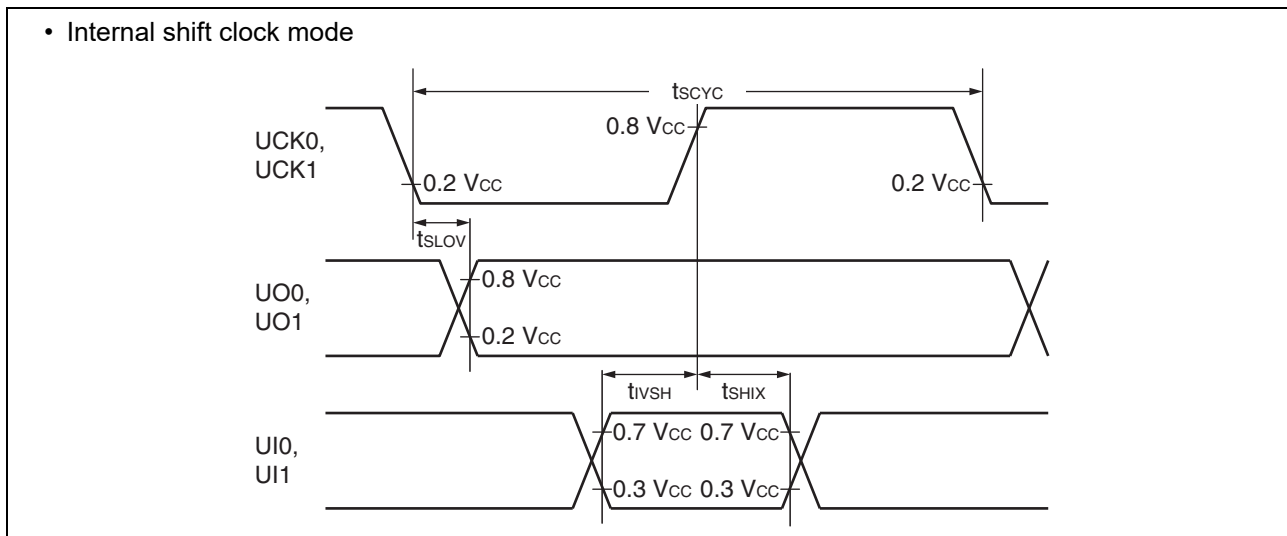 • Internal shift clock mode
tSCYC
UCK0,
UCK1
0.8 VCC
0.2 VCC
0.2 VCC
tSLOV
UO0,
UO1
0.8 VCC
0.2 VCC
tIVSH
tSHIX
UI0,
UI1
0.7 VCC
0.7 VCC
0.3 VCC
0.3 VCC